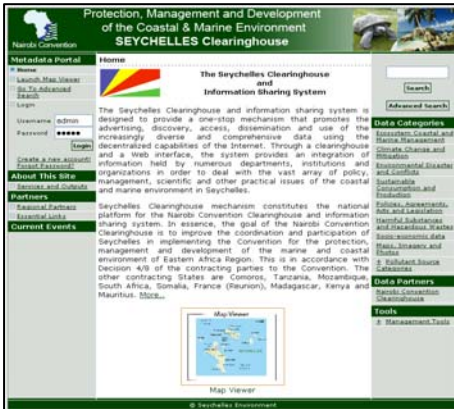 Protection, Management and Development
of the Coastal & Marine Environment
SEYCHELLES Clearinghouse
Nairobi Convention
Metadata Portal
Home
Launch Map Viewer
Go To Advanced
Search
Login
Username admin
Password •••••
Login
Create a new account!
Forgot Password?
About This Site
Services and Outputs
Partners
Regional Partners
Essential Links
Current Events
Home
The Seychelles Clearinghouse
and
Information Sharing System
The Seychelles Clearinghouse and information sharing system is
designed to provide a one-stop mechanism that promotes the
advertising, discovery, access, dissemination and use of the
increasingly diverse and comprehensive data using the
decentralized capabilities of the Internet. Through a clearinghouse
and a Web interface, the system provides an integration of
information held by numerous departments, institutions and
organizations in order to deal with the vast array of policy,
management, scientific and other practical issues of the coastal
and marine environment in Seychelles.
Seychelles Clearinghouse mechanism constitutes the national
platform for the Nairobi Convention Clearinghouse and information
sharing system. In essence, the goal of the Nairobi Convention
Clearinghouse is to improve the coordination and participation of
Seychelles in implementing the Convention for the protection,
management and development of the marine and coastal
environment of Eastern Africa Region. This is in accordance with
Decision 4/8 of the contracting parties to the Convention. The
other contracting States are Comoros, Tanzania, Mozambique,
South Africa, Somalia, France (Reunion), Madagascar, Kenya and
Mauritius. More...
Map Viewer
Map Viewer
Search
Advanced Search
Data Categories
Ecosystem Coastal and
Marine Management
Climate Change and
Mitigation
Environmental Disaster
and Conflicts
Sustainable
Consumption and
Production
Policies, Agreements,
Acts and Legislation
Harmful Substances
and Hazardous Wastes
Socio-economic data
Maps, Imagery and
Photos
Pollutant Source
Categories
Data Partners
Nairobi Convention
Clearinghouse
Tools
Management Tools
© Seychelles Environment